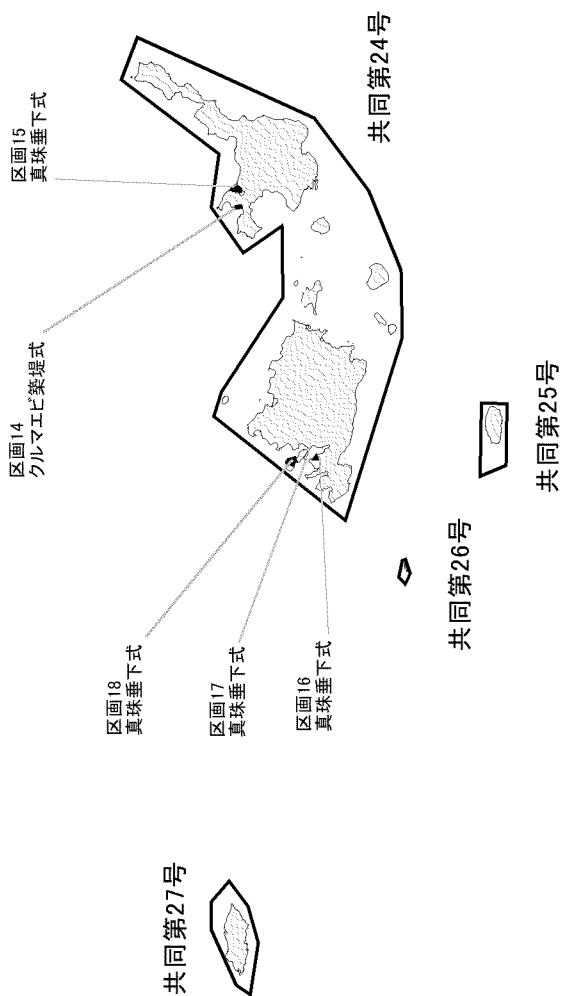 区画15
真珠垂下式
共同第24号
区画14
クルマエビ築堤式
共同第25号
共同第26号
区画18
真珠垂下式
区画17
真珠垂下式
区画16
真珠垂下式
共同第27号